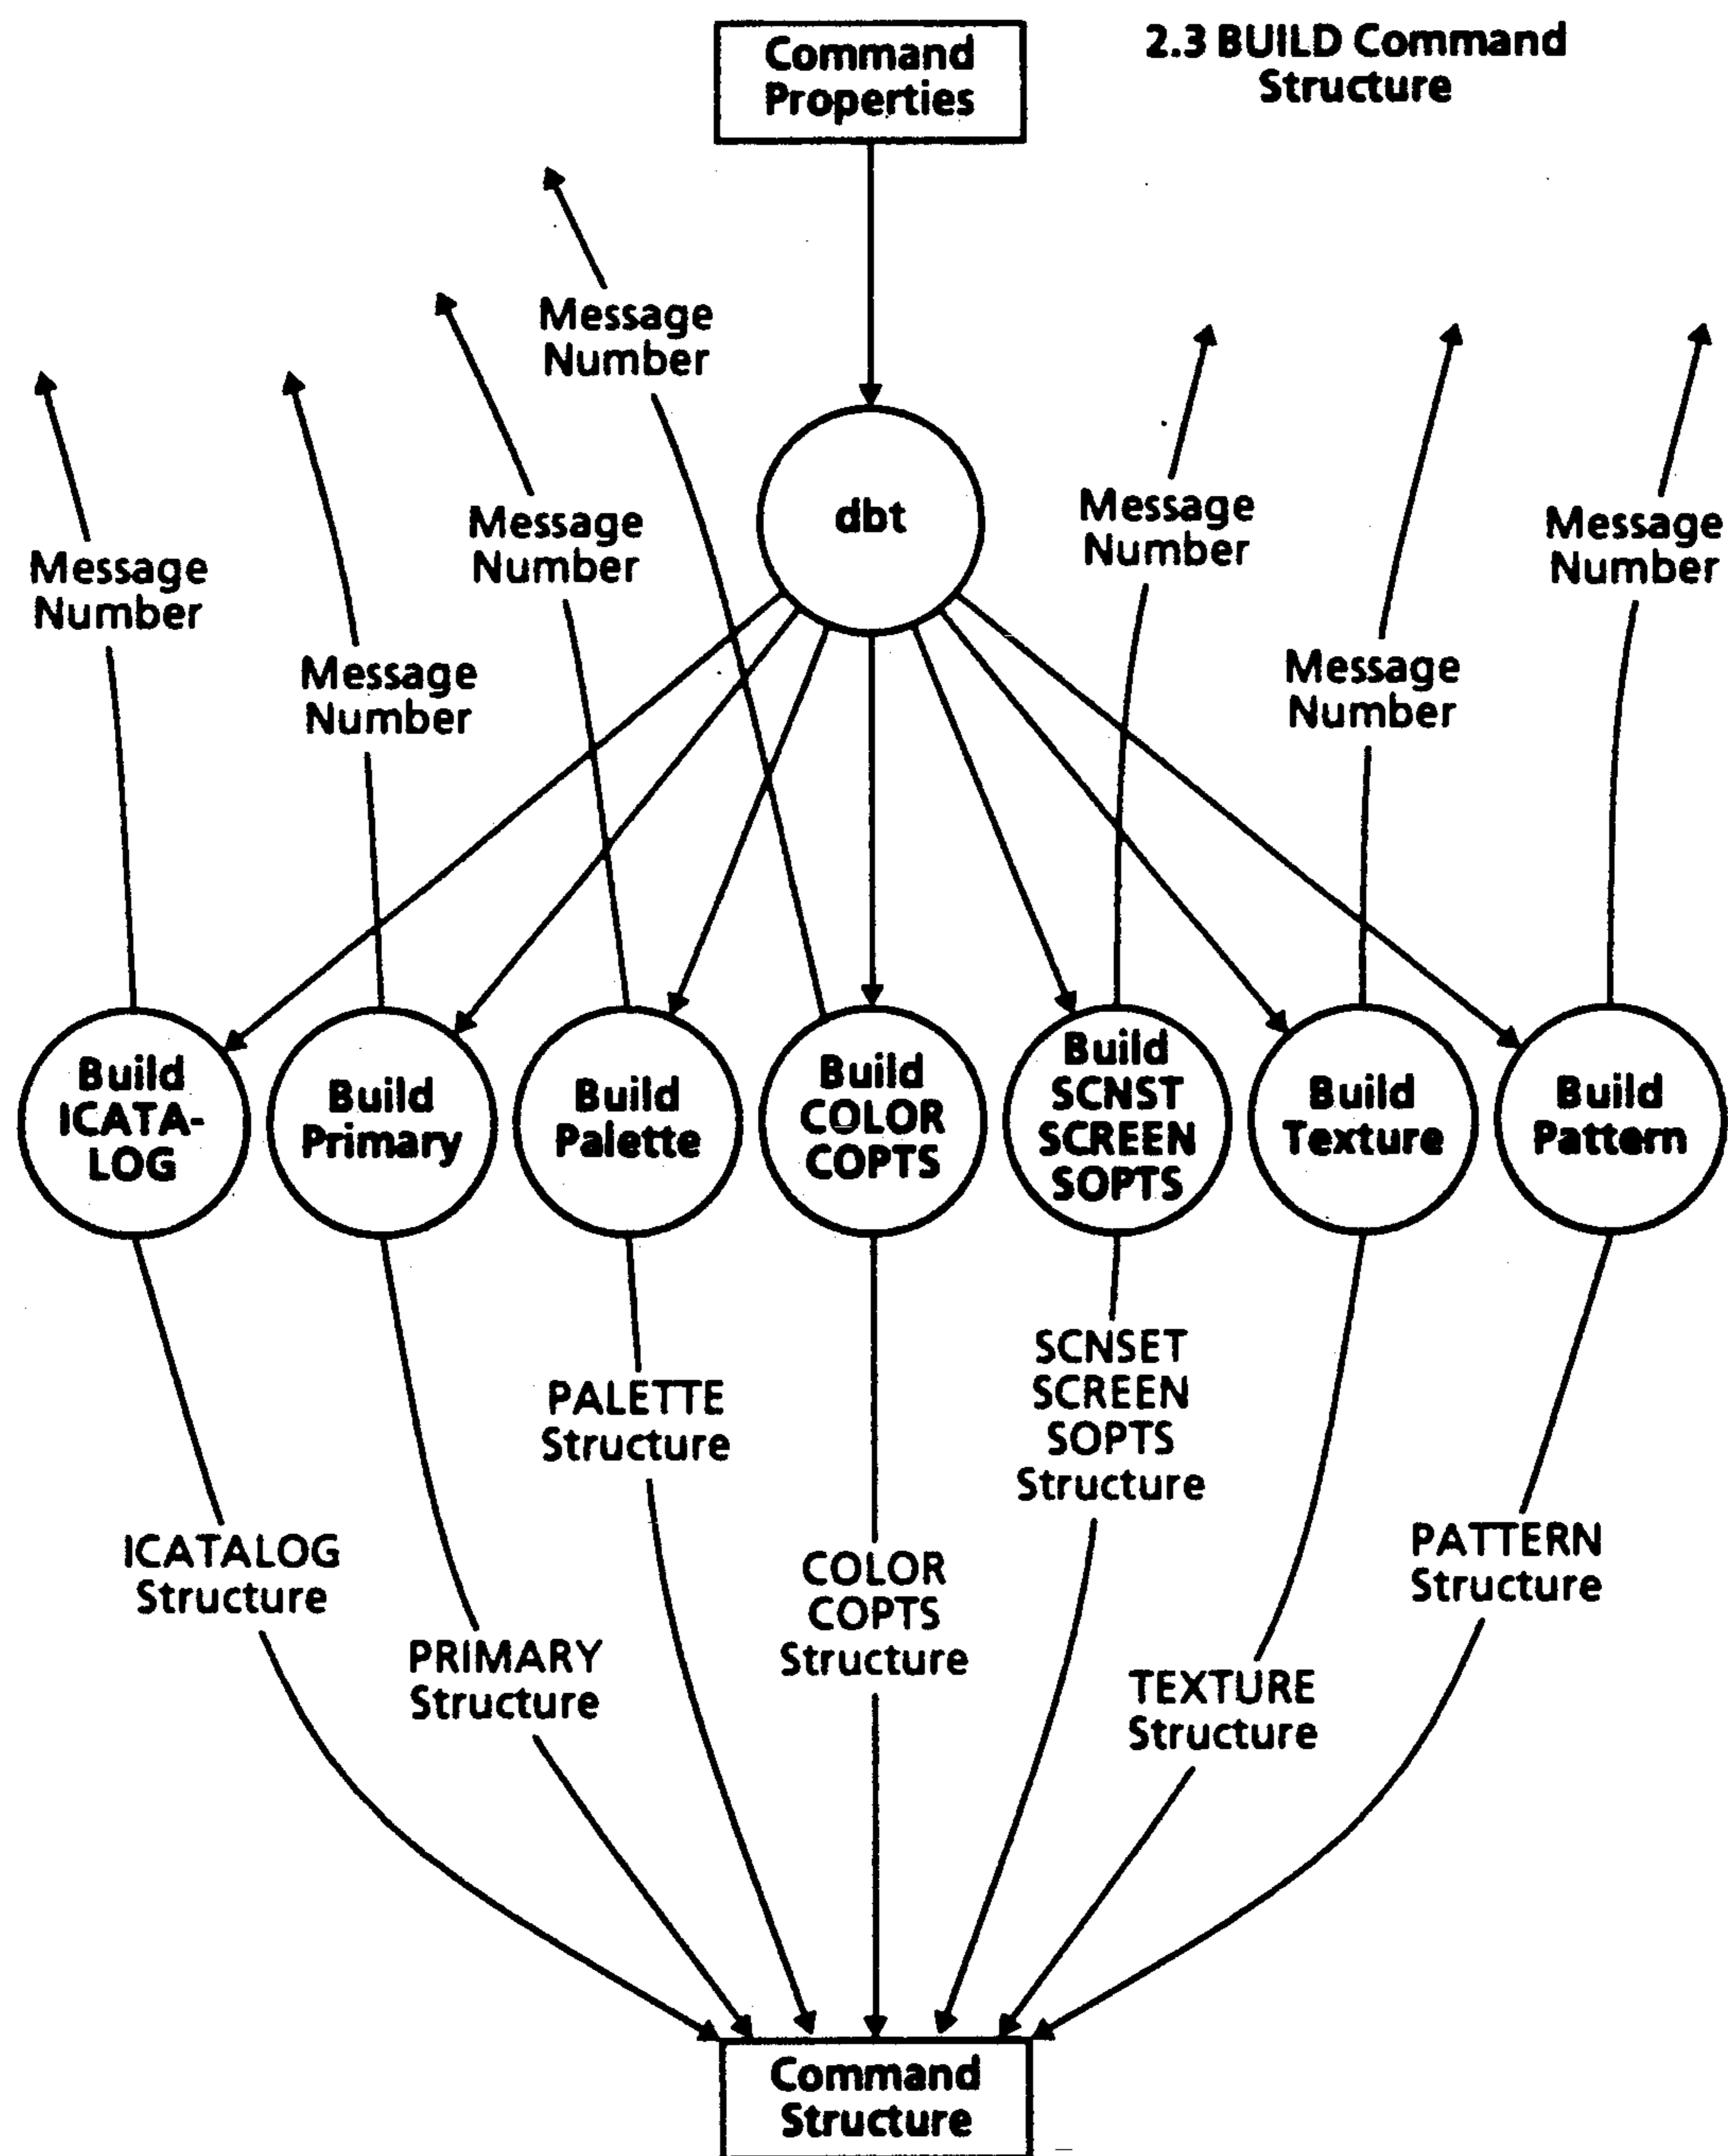 Command
Properties
2.3 BUILD Command
Structure
Message
Number
dbt
Message
Number
Message
Number
Message
Number
Message
Number
Message
Number
Message
Number
Build
ICATA-
LOG
Build
Primary
Build
Palette
Build
COLOR
COPTS
Build
SCNST
SCREEN
SOPTS
Build
Texture
Build
Pattern
SCNSET
SCREEN
SOPTS
Structure
PALETTE
Structure
ICATALOG
Structure
COLOR
COPTS
Structure
PATTERN
Structure
PRIMARY
Structure
TEXTURE
Structure
Command
Structure